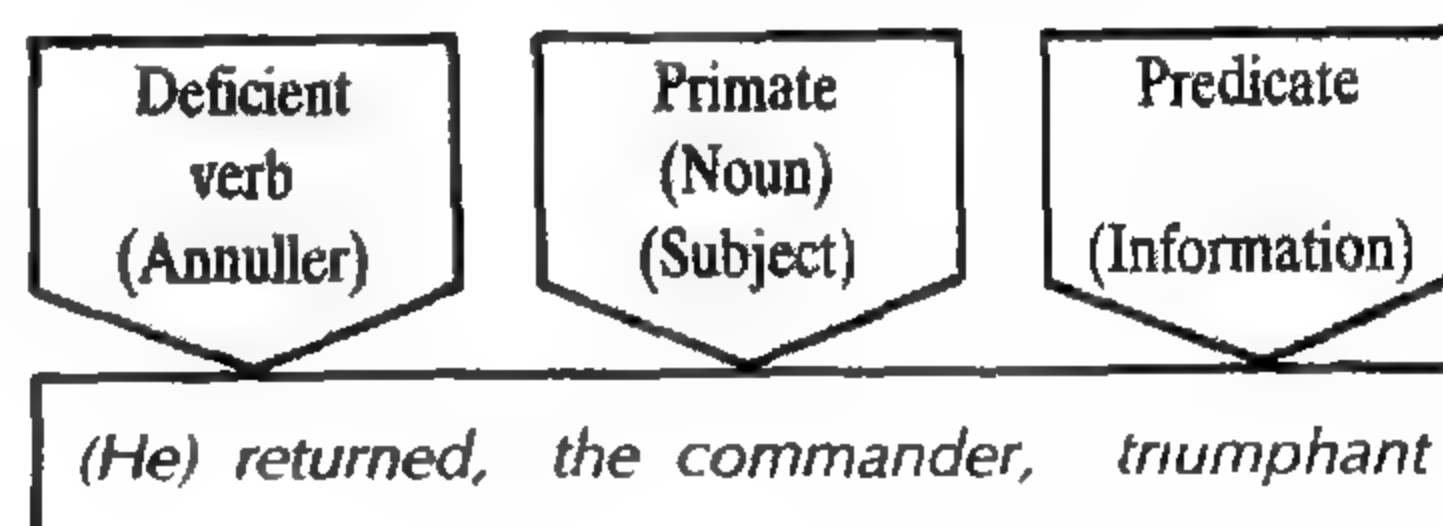 Deficient
verb
(Annuller)
Primate
(Noun)
(Subject)
Predicate
(Information)
(He) returned, the commander, triumphant